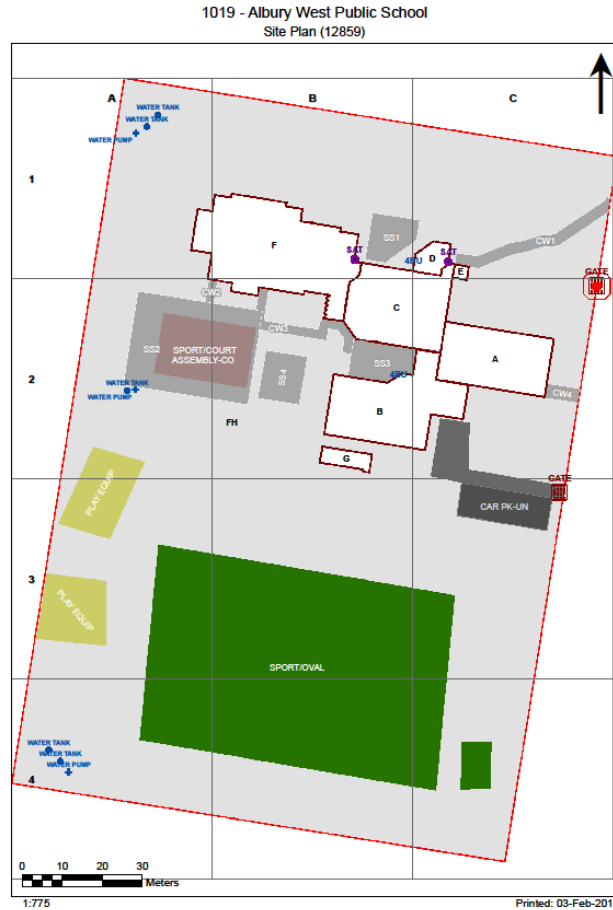 1019 - Albury West Public School
Site Plan (12859)
A
B
C
WATER TANK
WATER TANK
WATER PUMP
1
SS1
CW1
F
SAT
45/U
D
SAT
E
GATE
CW2
C
CW3
SS2
SPORT/COURT
ASSEMBLY-CO
SS3
A
2
WATER TANK
WATER PUMP
SS4
45/U
CW4
B
FH
G
GATE
PLAY EQUIP
CAR PK-UN
3
PLAY EQUIP
SPORT/OVAL
WATER TANK
WATER TANK
WATER PUMP
4
0 10 20 30
Meters
1:775
Printed: 03-Feb-201